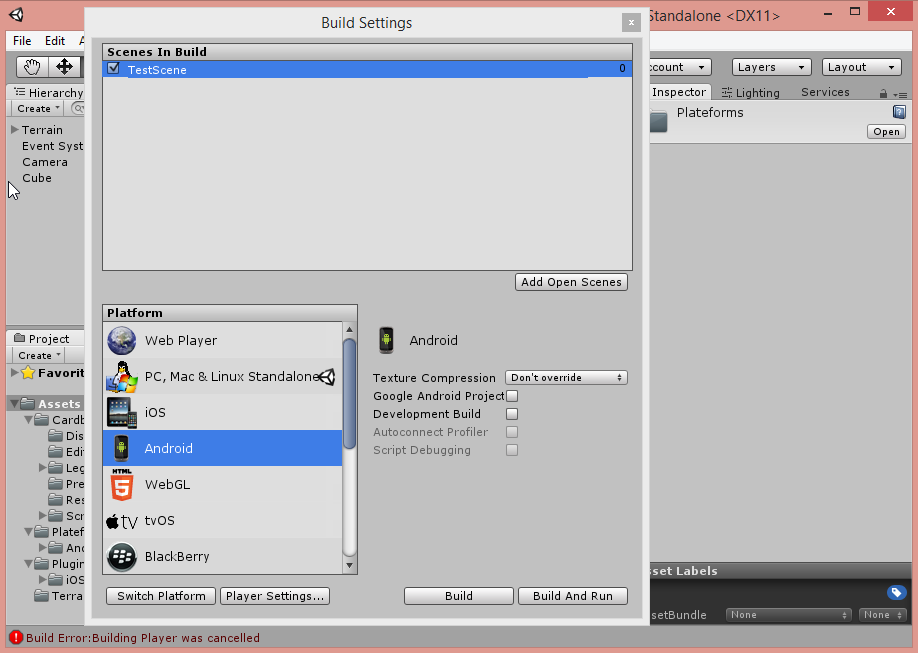 Build Settings
Standalone <DX11>
File Edit
Account Layers Layout
Inspector Lighting Services
Plateforms
Open
Hierarchy
Create
Terrain
Event Syst
Camera
Cube
Project
Create
Favorit
Assets
Cardb
Dis
Edi
Leg
Pre
Res
Scr
Platef
And
Plugin
iOS
Terra
Scenes In Build
TestScene 0
Add Open Scenes
Platform
Web Player
PC, Mac & Linux Standalone
iOS
Android
HTML
5
WebGL
tv
tvOS
BlackBerry
Android
Texture Compression Don't override
Google Android Project
Development Build
Autoconnect Profiler
Script Debugging
Switch Platform Player Settings... Build Build And Run
sset Labels
setBundle None None
Build Error:Building Player was cancelled